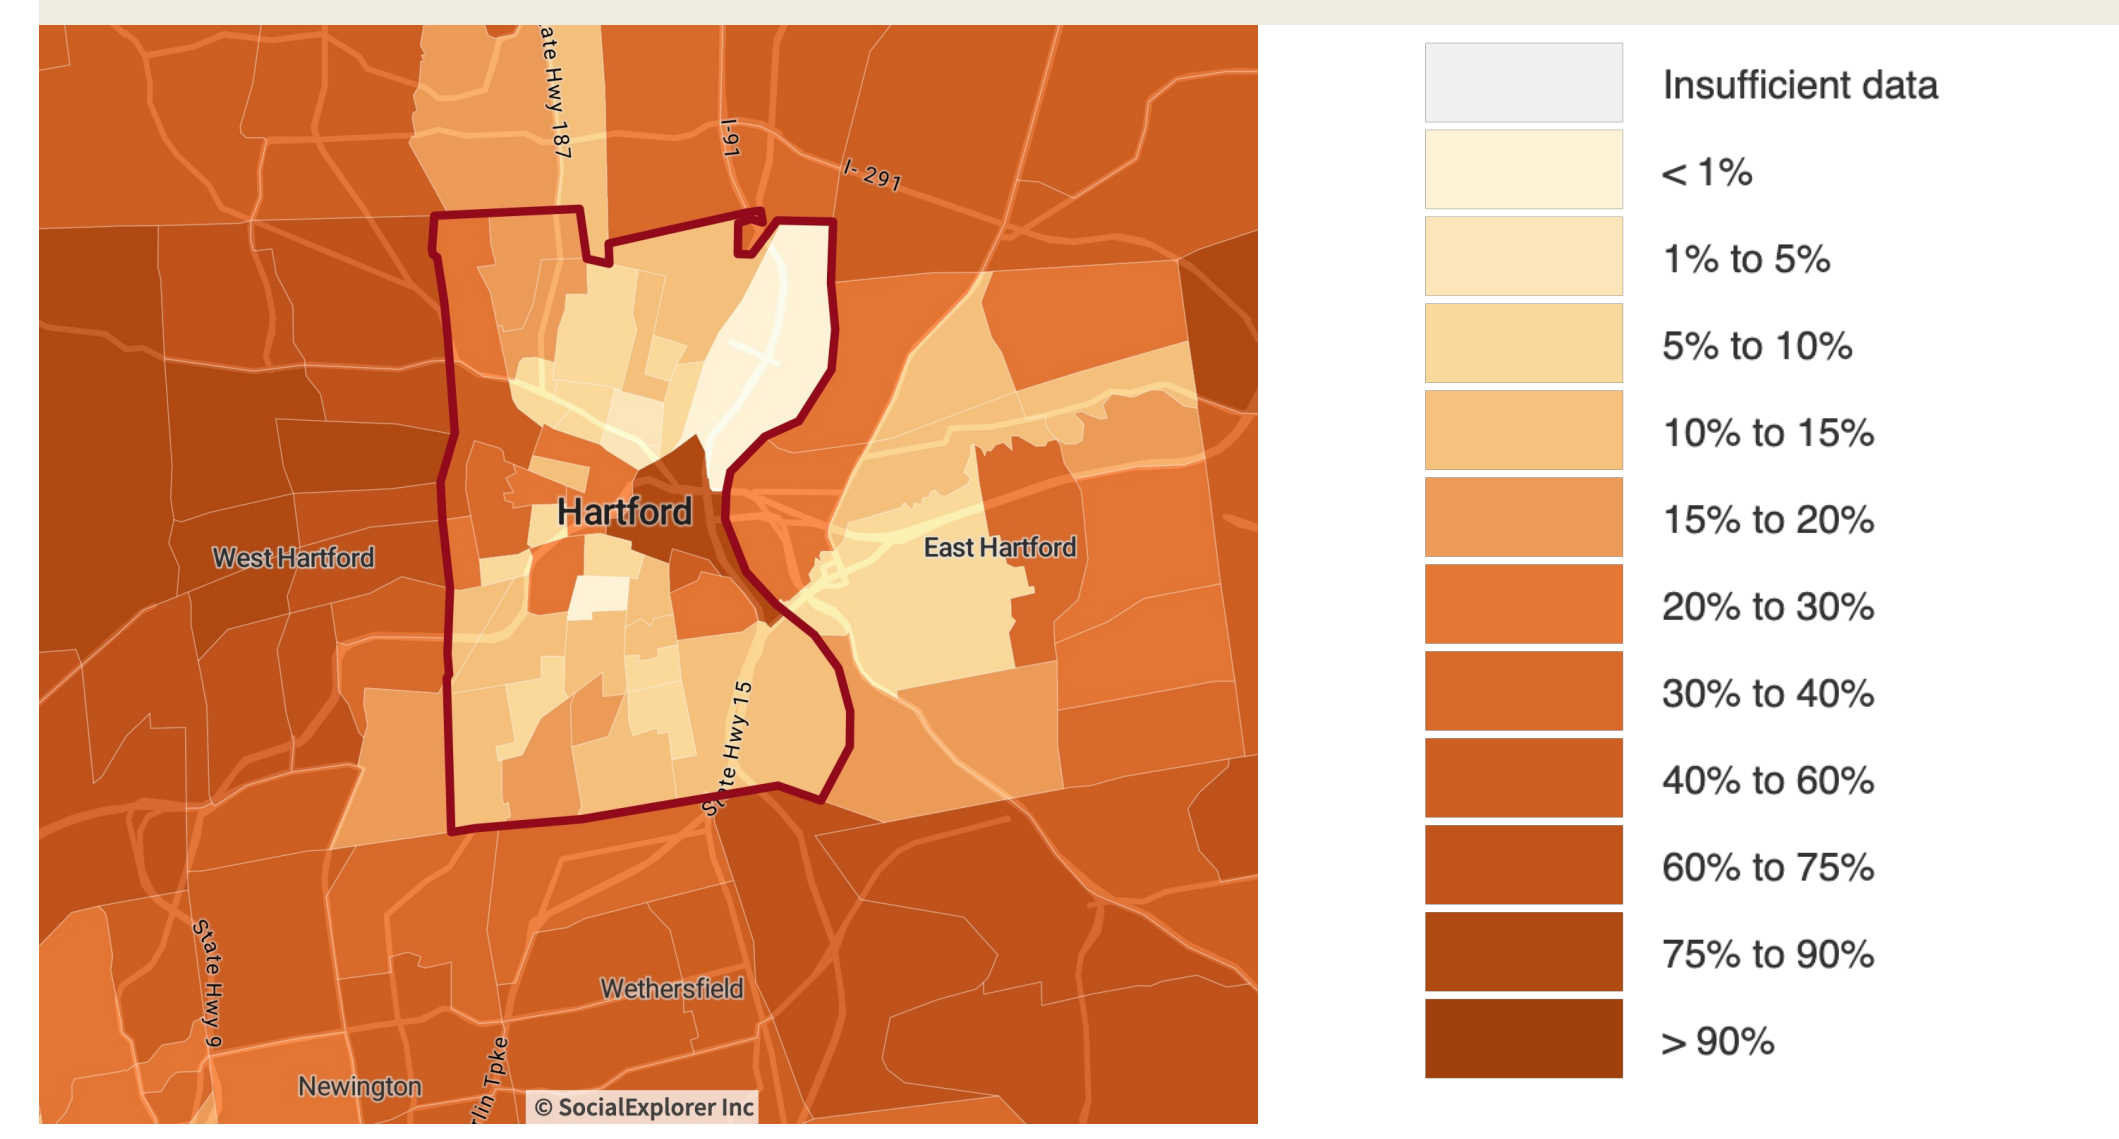 ate Hwy 187
I-91
I- 291
Hartford
West Hartford
East Hartford
State Hwy 15
State Hwy 9
Wethersfield
Newington
rlin Tpke
© SocialExplorer Inc
Insufficient data
< 1%
1% to 5%
5% to 10%
10% to 15%
15% to 20%
20% to 30%
30% to 40%
40% to 60%
60% to 75%
75% to 90%
> 90%